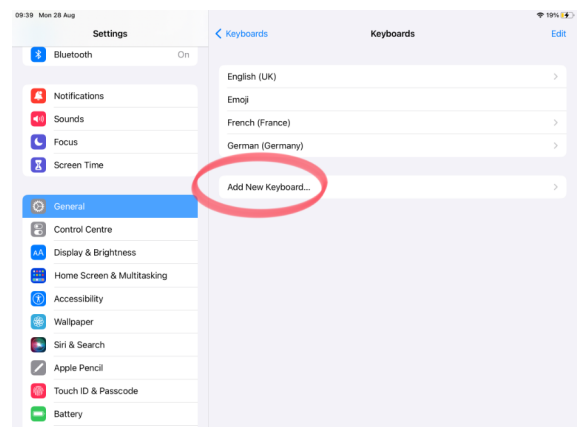 09:39 Mon 28 Aug
19%
Settings
Keyboards
Keyboards
Edit
Bluetooth
On
Notifications
Sounds
Focus
Screen Time
General
Control Centre
AA
Display & Brightness
Home Screen & Multitasking
Accessibility
Wallpaper
Siri & Search
Apple Pencil
Touch ID & Passcode
Battery
English (UK)
Emoji
French (France)
German (Germany)
Add New Keyboard...